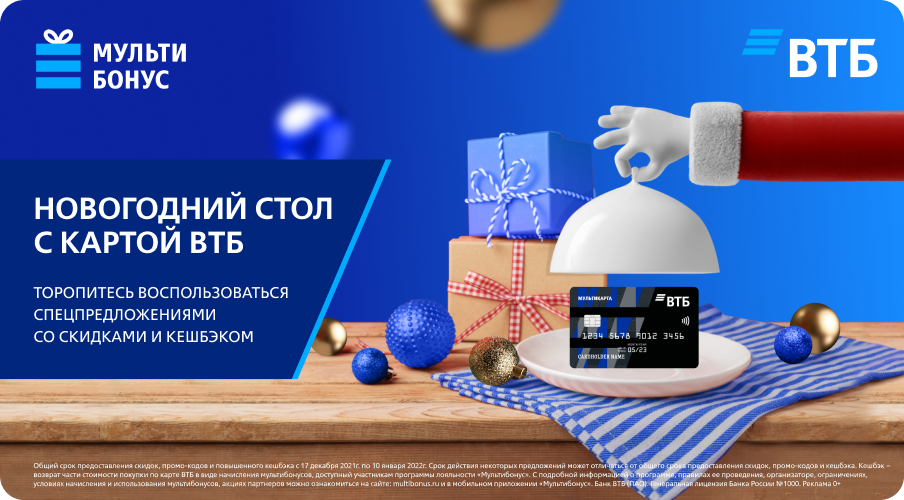 МУЛЬТИ
БОНУС
ВТБ
НОВОГОДНИЙ СТОЛ
С КАРТОЙ ВТБ
ТОРОПИТЕСЬ ВОСПОЛЬЗОВАТЬСЯ
СПЕЦПРЕДЛОЖЕНИЯМИ
СО СКИДКАМИ И КЕШБЭКОМ
МУЛЬТИКАРТА
ВТБ
1234 5678 9012 3456
05/23
CARDHOLDER NAME
Общий срок предоставления скидок, промо-кодов и повышенного кешбэка с 17 декабря 2021г. по 10 января 2022г. Срок действия некоторых предложений может отличаться от общего срока предоставления скидок, промо-кодов и кешбэка. Кешбэк –
возврат части стоимости покупки по карте ВТБ в виде начисления мультибонусов, доступный участникам программы лояльности «Мультибонус». С подробной информацией о программе, правилах ее проведения, организаторе, ограничениях,
условиях начисления и использования мультибонусов, акциях партнеров можно ознакомиться на сайте: multibonus.ru и в мобильном приложении «Мультибонус». Банк ВТБ (ПАО). Генеральная лицензия Банка России №1000. Реклама 0+